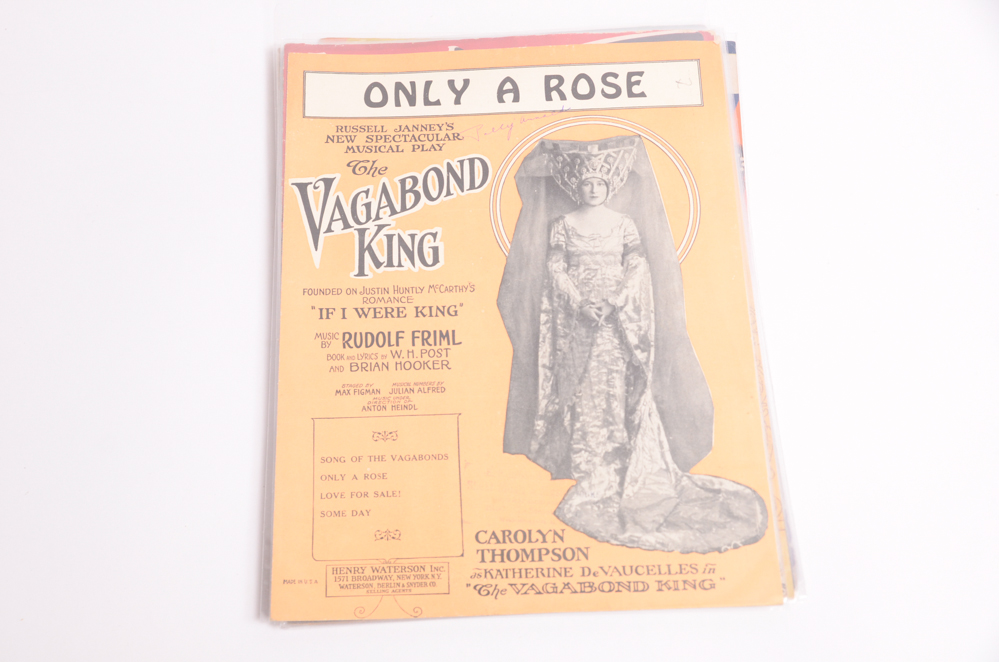 ONLY A ROSE
RUSSELL JANNEY'S
NEW SPECTACULAR
MUSICAL PLAY
The
VAGABOND
KING
FOUNDED ON JUSTIN HUNTLY McCARTHY'S
ROMANCE
"IF I WERE KING"
MUSIC BY RUDOLF FRIML
BOOK AND LYRICS BY W. H. POST
AND BRIAN HOOKER
STAGED BY
MAX FIGMAN
MUSICAL NUMBERS BY
JULIAN ALFRED
MUSIC UNDER
DIRECTION OF
ANTON HEINDL
SONG OF THE VAGABONDS
ONLY A ROSE
LOVE FOR SALE!
SOME DAY
HENRY WATERSON INC.
1571 BROADWAY, NEW YORK N.Y.
WATERSON, BERLIN & SNYDER CO.
SELLING AGENTS
MADE IN U.S.A.
CAROLYN
THOMPSON
as KATHERINE DeVAUCELLES in
"The VAGABOND KING"